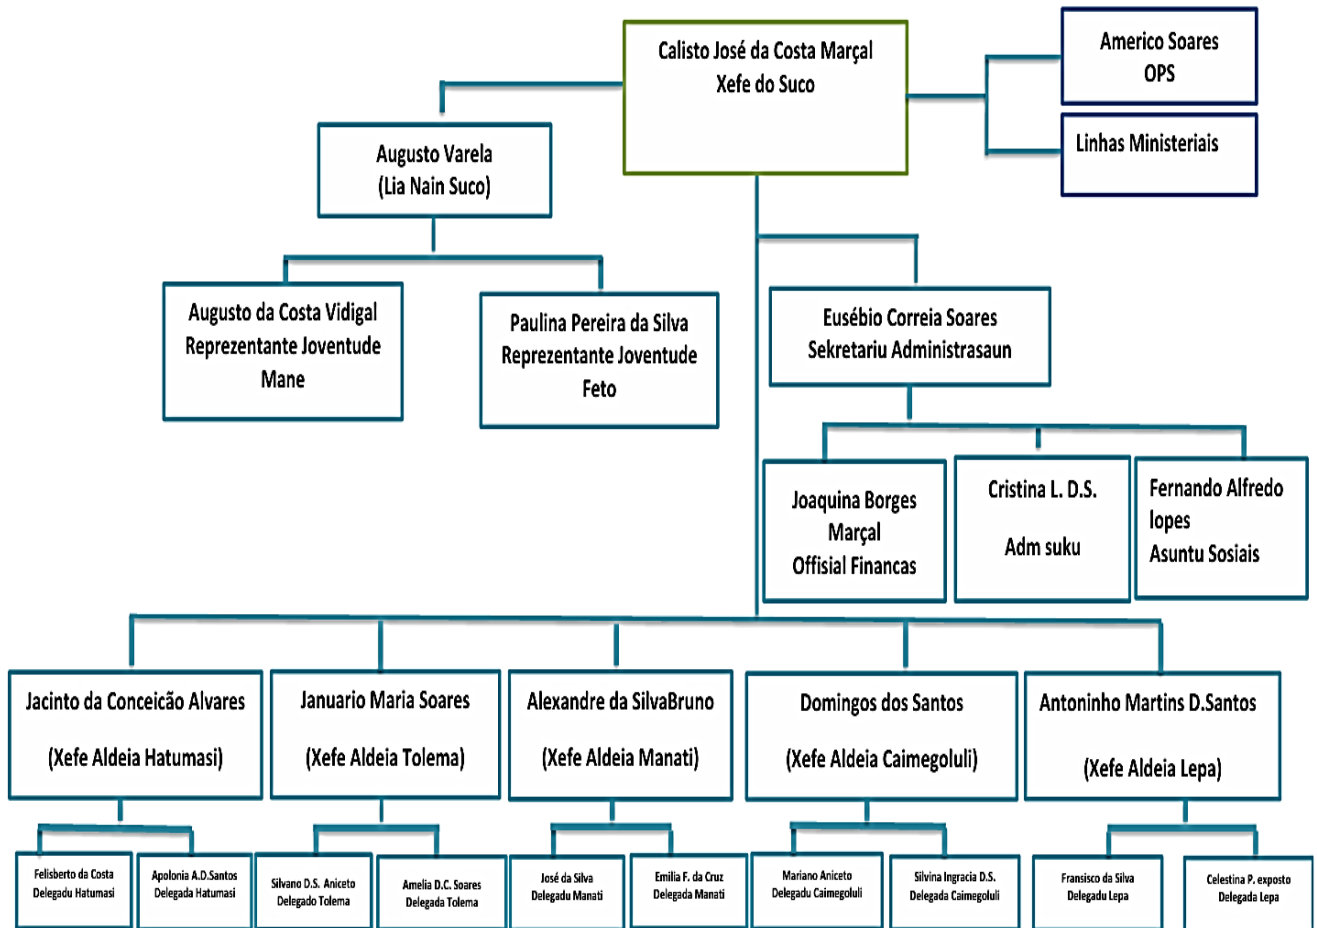 Calisto José da Costa Marçal
Xefe do Suco
Americo Soares
OPS
Linhas Ministeriais
Augusto Varela
(Lia Nain Suco)
Augusto da Costa Vidigal
Reprezentante Joventude
Mane
Paulina Pereira da Silva
Reprezentante Joventude
Feto
Eusébio Correia Soares
Sekretariu Administrasaun
Joaquina Borges
Marçal
Offisial Financas
Cristina L. D.S.
Adm suku
Fernando Alfredo
lopes
Asuntu Sosiais
Jacinto da Conceicão Alvares
(Xefe Aldeia Hatumasi)
Januario Maria Soares
(Xefe Aldeia Tolema)
Alexandre da SilvaBruno
(Xefe Aldeia Manati)
Domingos dos Santos
(Xefe Aldeia Caimegoluli)
Antoninho Martins D.Santos
(Xefe Aldeia Lepa)
Felisberto da Costa
Delegadu Hatumasi
Apolonia A.D.Santos
Delegada Hatumasi
Silvano D.S. Aniceto
Delegado Tolema
Amelia D.C. Soares
Delegada Tolema
José da Silva
Delegadu Manati
Emilia F. da Cruz
Delegada Manati
Mariano Aniceto
Delegadu Caimegoluli
Silvina Ingracia D.S.
Delegada Caimegoluli
Fransisco da Silva
Delegadu Lepa
Celestina P. exposto
Delegada Lepa